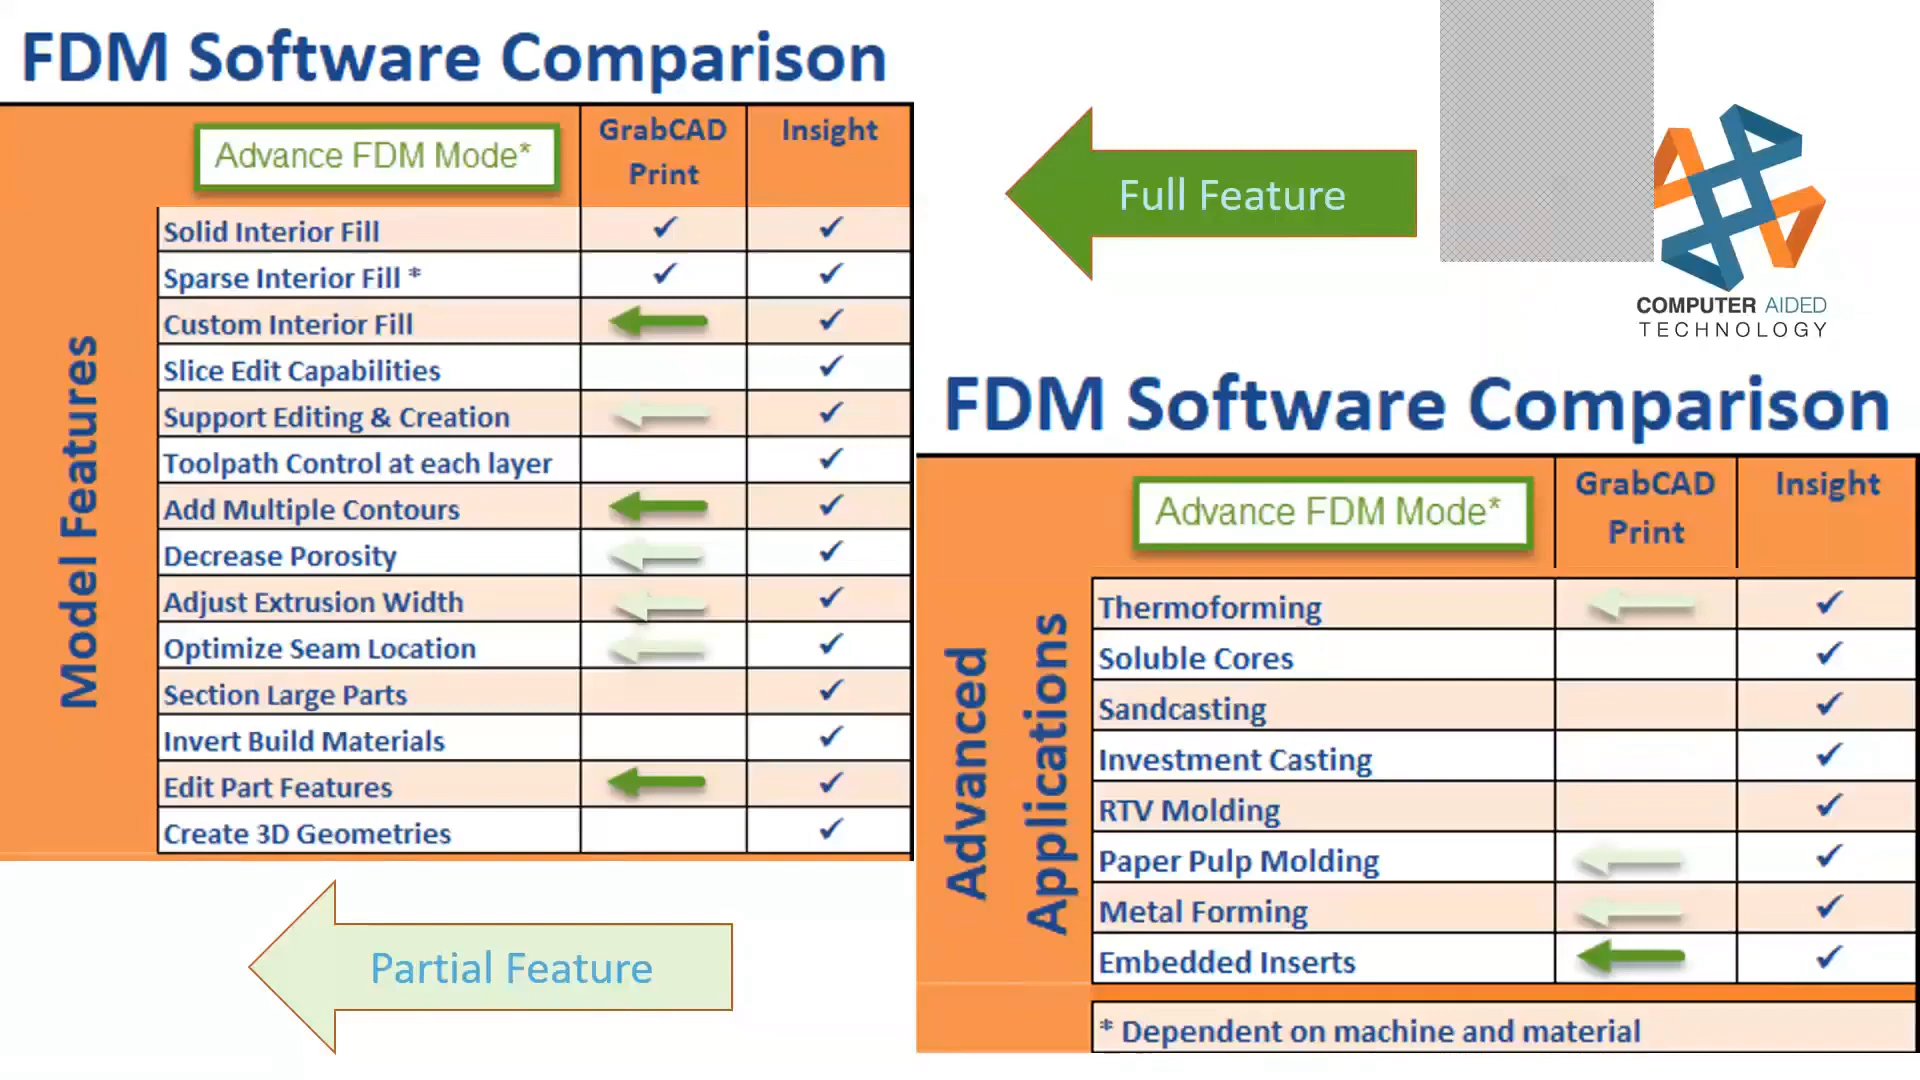 FDM Software Comparison
Advance FDM Mode*
GrabCAD
Print
Insight
Model Features
Solid Interior Fill ✓ ✓
Sparse Interior Fill * ✓ ✓
Custom Interior Fill ✓
Slice Edit Capabilities ✓
Support Editing & Creation ✓
Toolpath Control at each layer ✓
Add Multiple Contours ✓
Decrease Porosity ✓
Adjust Extrusion Width ✓
Optimize Seam Location ✓
Section Large Parts ✓
Invert Build Materials ✓
Edit Part Features ✓
Create 3D Geometries ✓
Partial Feature
Full Feature
COMPUTER AIDED
TECHNOLOGY
FDM Software Comparison
Advance FDM Mode*
GrabCAD
Print
Insight
Advanced
Applications
Thermoforming ✓
Soluble Cores ✓
Sandcasting ✓
Investment Casting ✓
RTV Molding ✓
Paper Pulp Molding ✓
Metal Forming ✓
Embedded Inserts ✓
* Dependent on machine and material